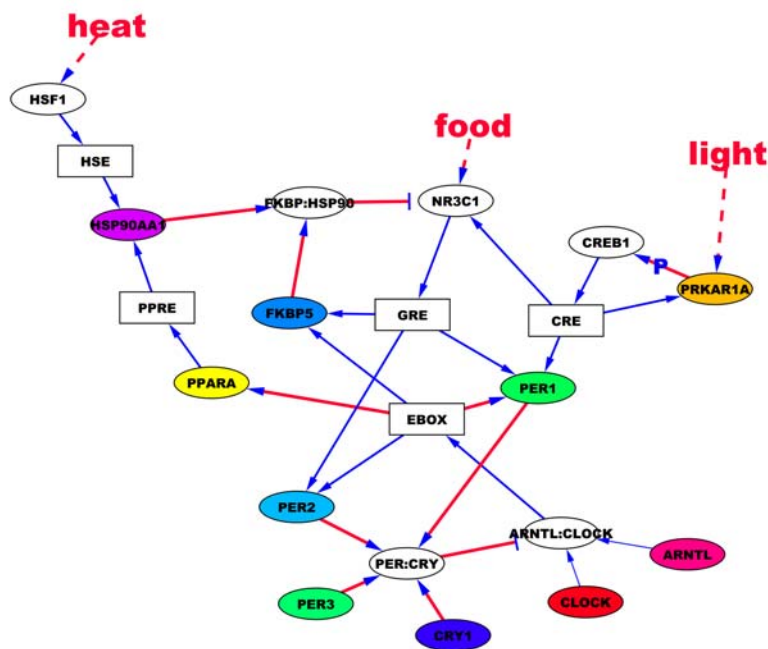 heat
HSF1
food
HSE
light
FKBP:HSP90
NR3C1
HSP90AA1
CREB1
P
PRKAR1A
PPRE
FKBP5
GRE
CRE
PPARA
PER1
EBOX
PER2
ARNTL:CLOCK
PER:CRY
ARNTL
PER3
CLOCK
CRY1